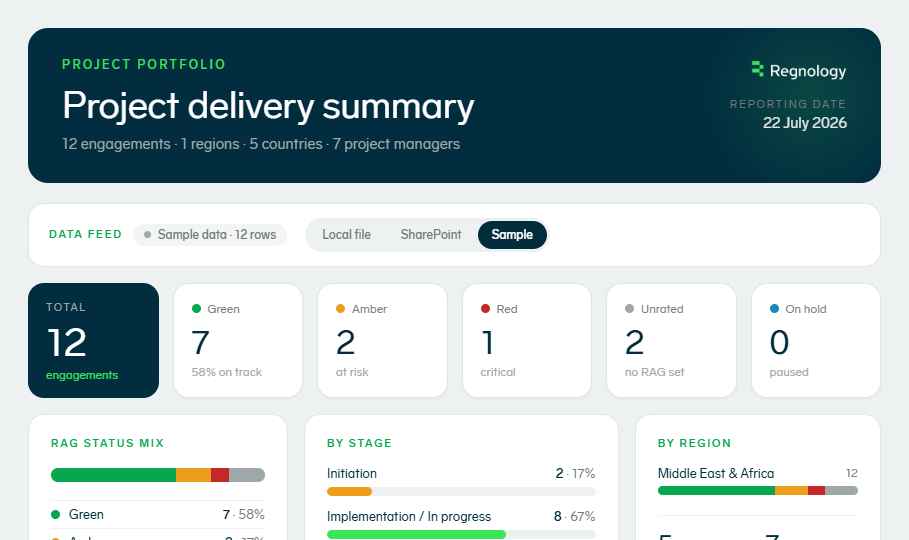 PROJECT PORTFOLIO
Project delivery summary
12 engagements · 1 regions · 5 countries · 7 project managers
Regnology
REPORTING DATE
22 July 2026
DATA FEED
Sample data · 12 rows
Local file
SharePoint
Sample
TOTAL
12
engagements
Green
7
58% on track
Amber
2
at risk
Red
1
critical
Unrated
2
no RAG set
On hold
0
paused
RAG STATUS MIX
Green 7 · 58%
BY STAGE
Initiation 2 · 17%
Implementation / In progress 8 · 67%
BY REGION
Middle East & Africa 12